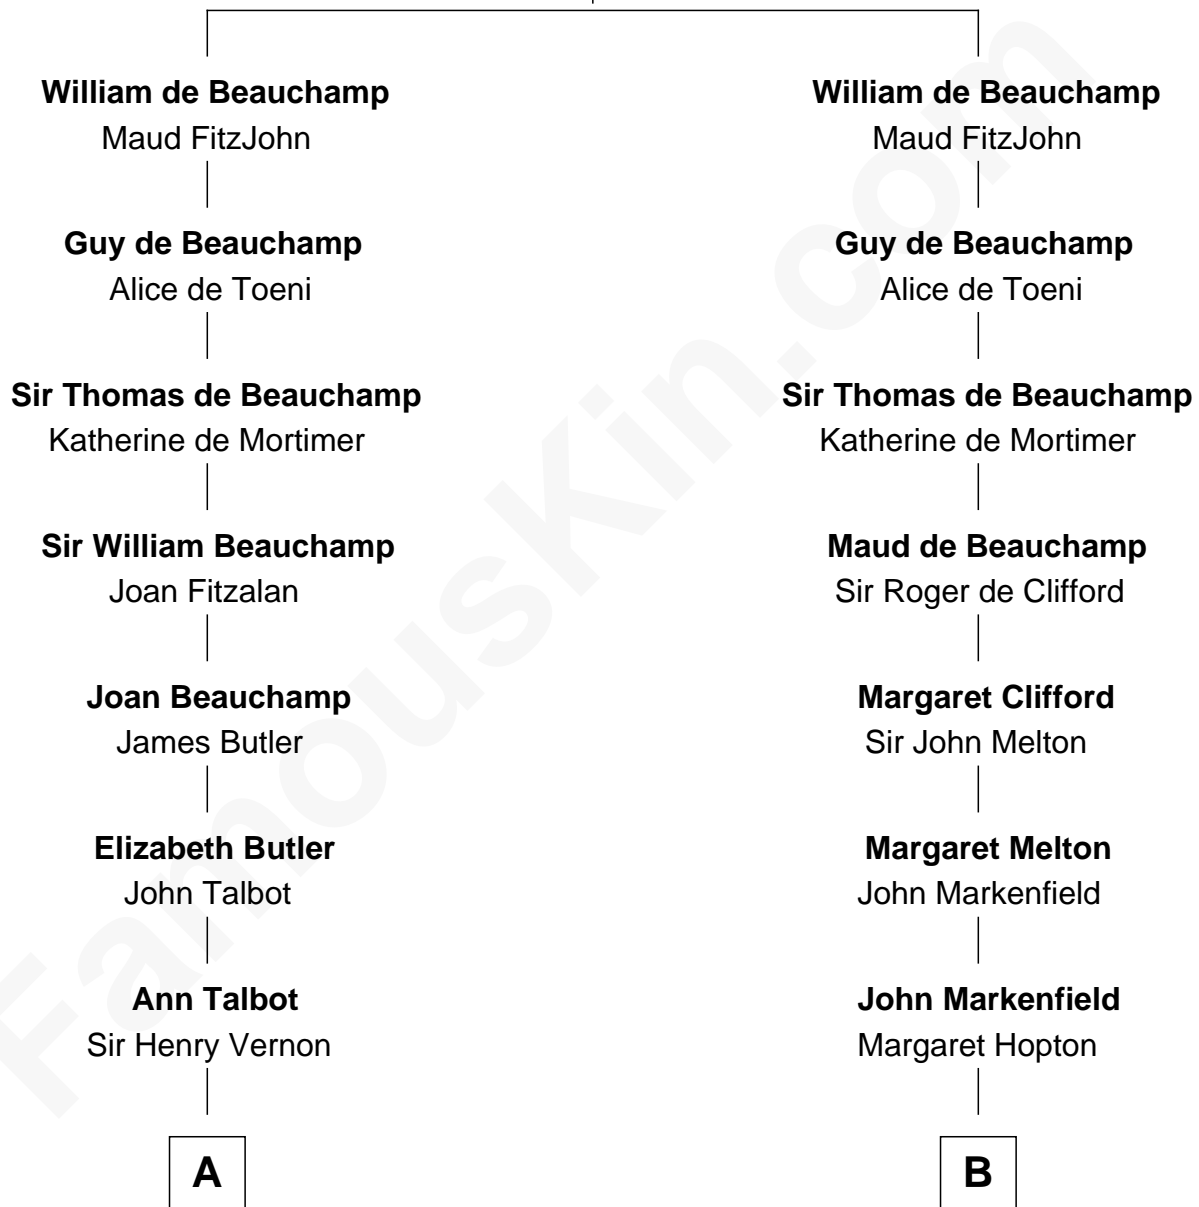 William de Beauchamp
Maud FitzJohn
Guy de Beauchamp
Alice de Toeni
Sir Thomas de Beauchamp
Katherine de Mortimer
Sir William Beauchamp
Joan Fitzalan
Joan Beauchamp
James Butler
Elizabeth Butler
John Talbot
Ann Talbot
Sir Henry Vernon
A
William de Beauchamp
Maud FitzJohn
Guy de Beauchamp
Alice de Toeni
Sir Thomas de Beauchamp
Katherine de Mortimer
Maud de Beauchamp
Sir Roger de Clifford
Margaret Clifford
Sir John Melton
Margaret Melton
John Markenfield
John Markenfield
Margaret Hopton
B
FamousKin.com